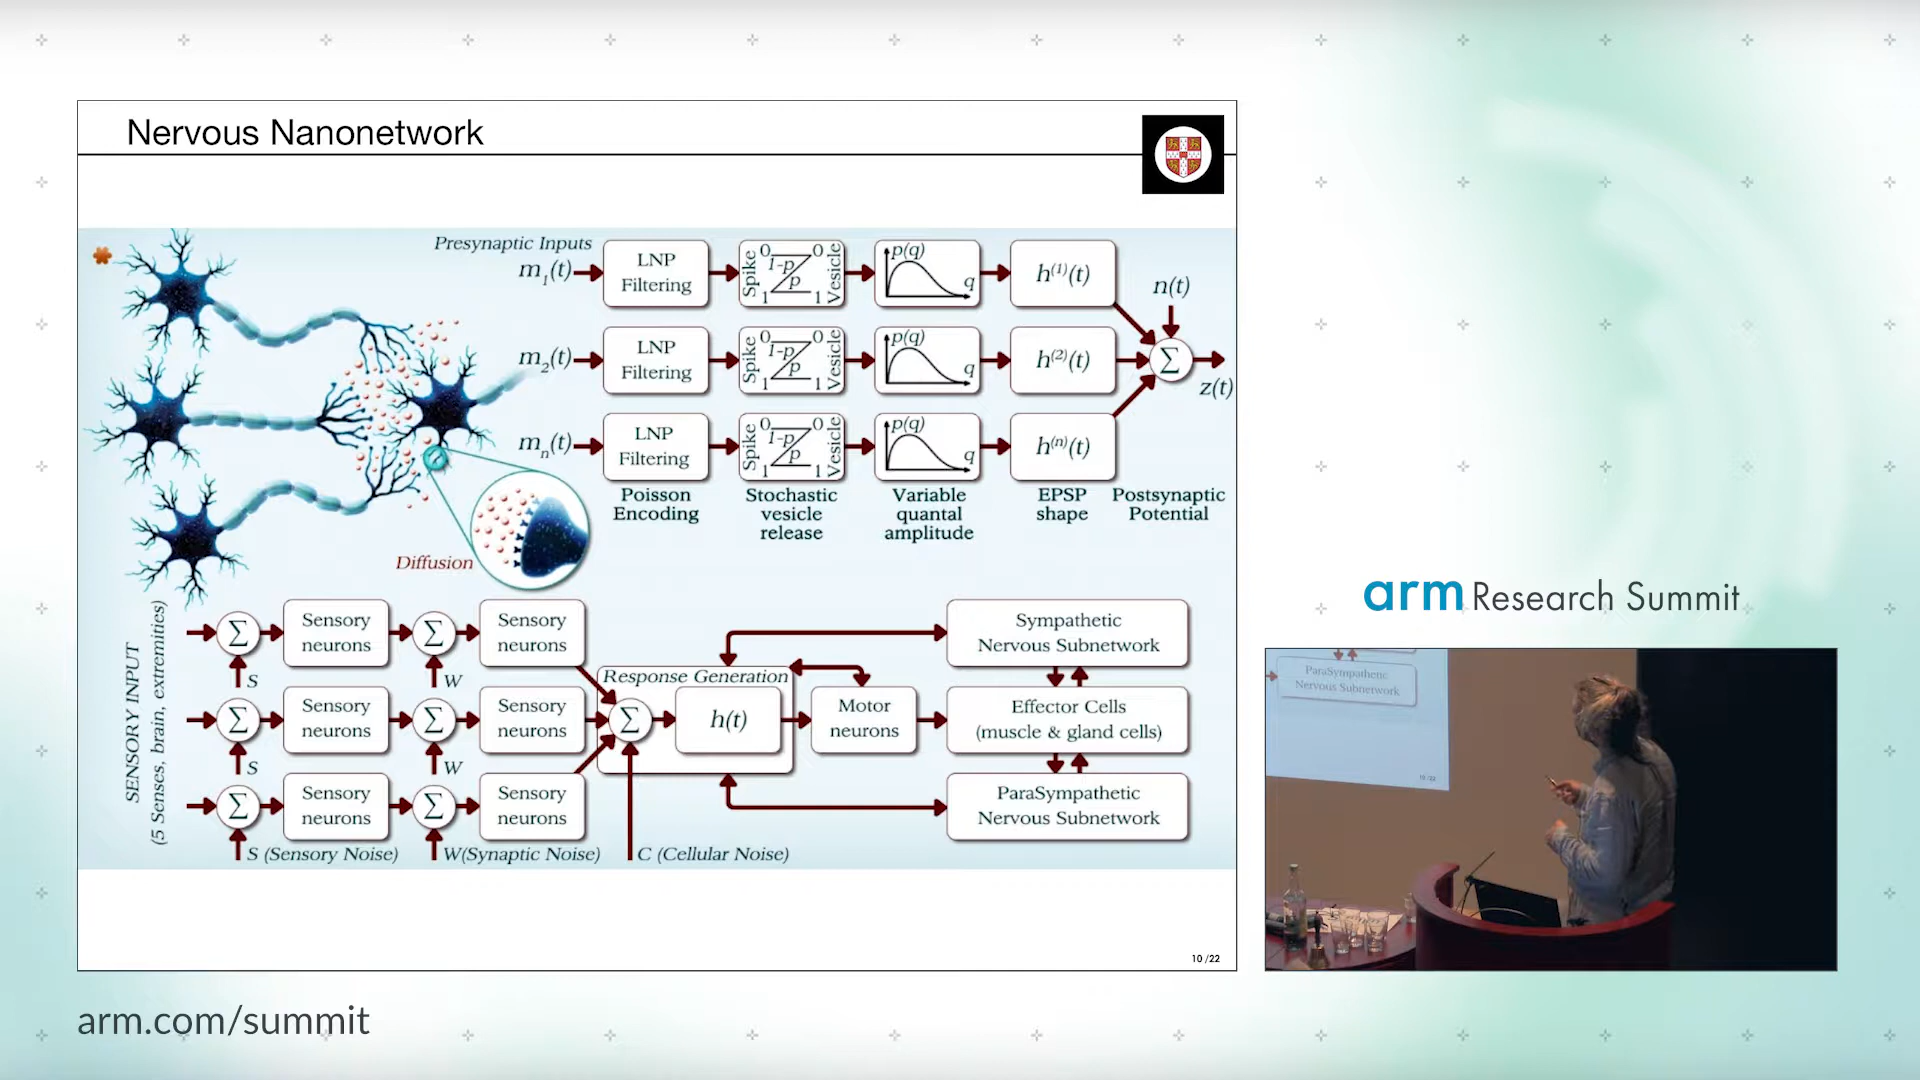 Nervous Nanonetwork
Presynaptic Inputs
m1(t)
LNP
Filtering
Spike
0
1-p
p
1
0
1
Vesicle
p(q)
q
h(1)(t)
n(t)
m2(t)
LNP
Filtering
Spike
0
1-p
p
1
0
1
Vesicle
p(q)
q
h(2)(t)
Σ
z(t)
mn(t)
LNP
Filtering
Spike
0
1-p
p
1
0
1
Vesicle
p(q)
q
h(n)(t)
Poisson
Encoding
Stochastic
vesicle
release
Variable
quantal
amplitude
EPSP
shape
Postsynaptic
Potential
Diffusion
SENSORY INPUT
(5 Senses, brain, extremities)
Σ
Sensory
neurons
Σ
Sensory
neurons
S
W
Σ
Sensory
neurons
Σ
Sensory
neurons
S
W
Σ
Sensory
neurons
Σ
Sensory
neurons
S (Sensory Noise)
W(Synaptic Noise)
C (Cellular Noise)
Response Generation
Σ
h(t)
Motor
neurons
Sympathetic
Nervous Subnetwork
Effector Cells
(muscle & gland cells)
ParaSympathetic
Nervous Subnetwork
10 /22
arm Research Summit
ParaSympathetic
Nervous Subnetwork
10 /22
arm.com/summit